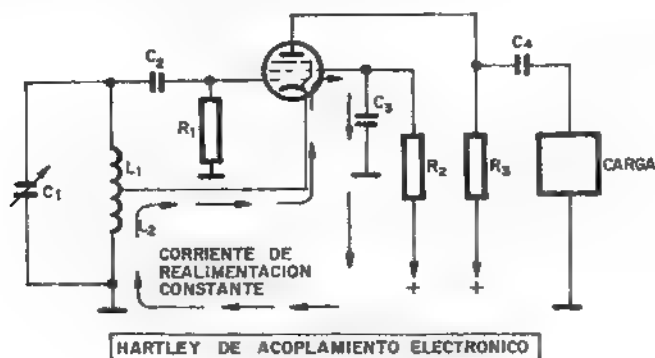 C2
C4
C3
R1
L1
C1
R2
R3
CARGA
L2
CORRIENTE DE
REALIMENTACION
CONSTANTE
+ +
HARTLEY DE ACOPLAMIENTO ELECTRONICO